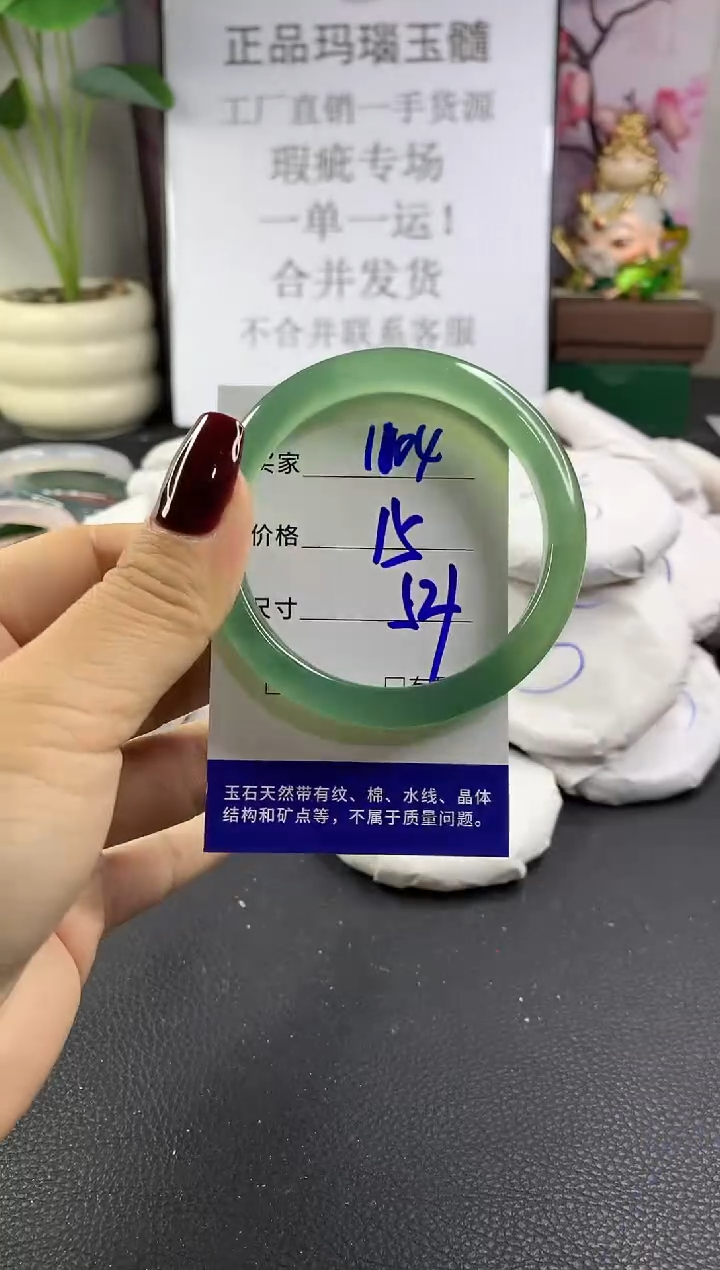 正品玛瑙玉髓
工厂直销一手货源
瑕疵专场
一单一运!
合并发货
不合并联系客服
买家 1804
价格 15
尺寸 54
玉石天然带有纹、棉、水线、晶体
结构和矿点等，不属于质量问题。